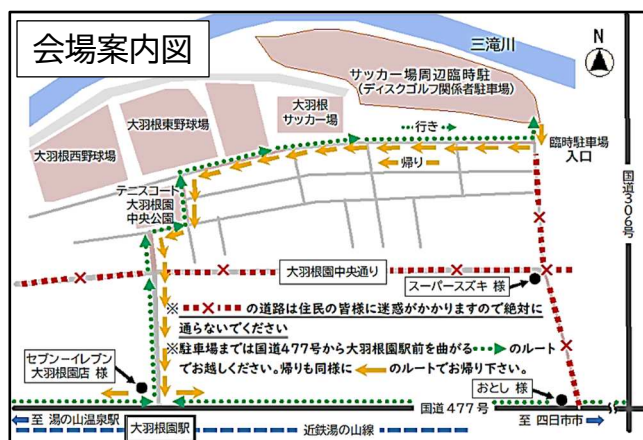 会場案内図
三滝川
N
サッカー場周辺臨時駐
(ディスクゴルフ関係者駐車場)
大羽根
サッカー場
大羽根東野球場
大羽根西野球場
行き
帰り
臨時駐車場
入口
国道306号
テニスコート
大羽根園
中央公園
大羽根園中央通り
スーパースズキ 様
※の道路は住民の皆様に迷惑がかかりますので絶対に
通らないでください
※駐車場までは国道477号から大羽根園駅前を曲がるのルート
でお越しください。帰りも同様にのルートでお帰り下さい。
セブンーイレブン
大羽根園店 様
おとし 様
国道477号
至 湯の山温泉駅
大羽根園駅
近鉄湯の山線
至 四日市市